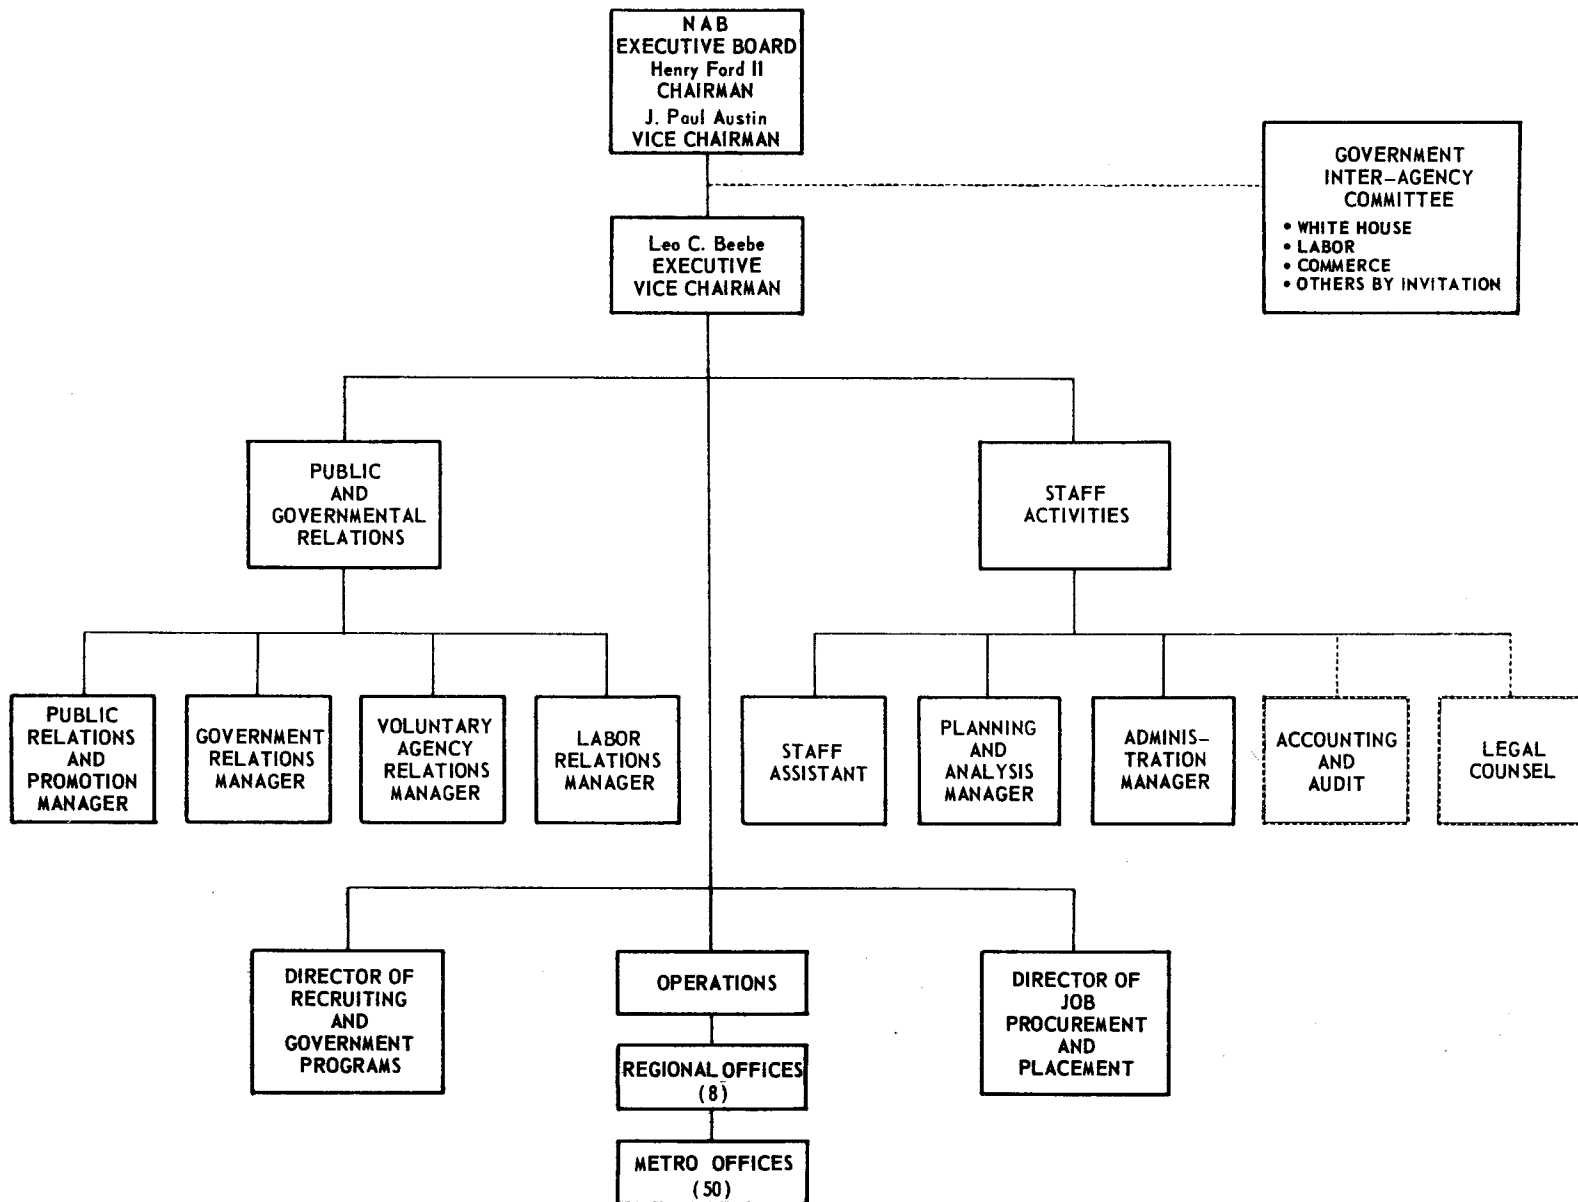 NAB
EXECUTIVE BOARD
Henry Ford II
CHAIRMAN
J. Paul Austin
VICE CHAIRMAN
GOVERNMENT
INTER-AGENCY
COMMITTEE
• WHITE HOUSE
• LABOR
• COMMERCE
• OTHERS BY INVITATION
Leo C. Beebe
EXECUTIVE
VICE CHAIRMAN
PUBLIC
AND
GOVERNMENTAL
RELATIONS
STAFF
ACTIVITIES
PUBLIC
RELATIONS
AND
PROMOTION
MANAGER
GOVERNMENT
RELATIONS
MANAGER
VOLUNTARY
AGENCY
RELATIONS
MANAGER
LABOR
RELATIONS
MANAGER
STAFF
ASSISTANT
PLANNING
AND
ANALYSIS
MANAGER
ADMINIS-
TRATION
MANAGER
ACCOUNTING
AND
AUDIT
LEGAL
COUNSEL
DIRECTOR OF
RECRUITING
AND
GOVERNMENT
PROGRAMS
OPERATIONS
DIRECTOR OF
JOB
PROCUREMENT
AND
PLACEMENT
REGIONAL OFFICES
(8)
METRO OFFICES
(50)